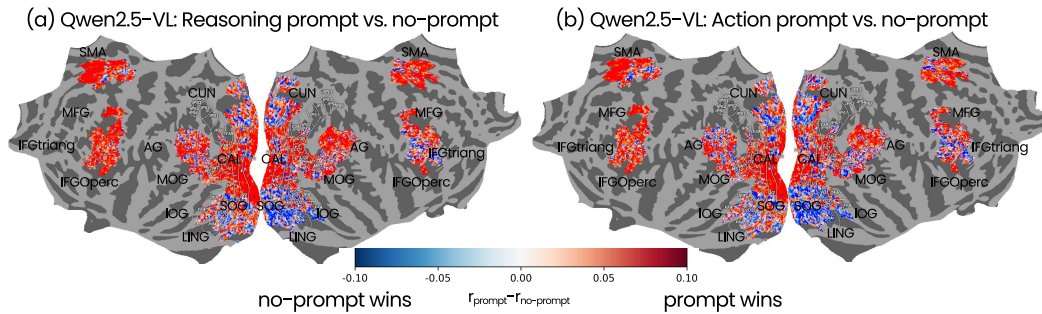 (a) Qwen2.5-VL: Reasoning prompt vs. no-prompt
(b) Qwen2.5-VL: Action prompt vs. no-prompt
SMA
SMA
CUN
CUN
MFG
MFG
IFGtriang
IFGtriang
AG
AG
CAL
CAL
IFGOperc
IFGOperc
MOG
MOG
SOG
SOG
IOG
IOG
LING
LING
SMA
SMA
CUN
CUN
MFG
MFG
IFGtriang
IFGtriang
AG
AG
CAL
CAL
IFGOperc
IFGOperc
MOG
MOG
SOG
SOG
IOG
IOG
LING
LING
-0.10 -0.05 0.00 0.05 0.10
no-prompt wins r_prompt−r_no-prompt prompt wins